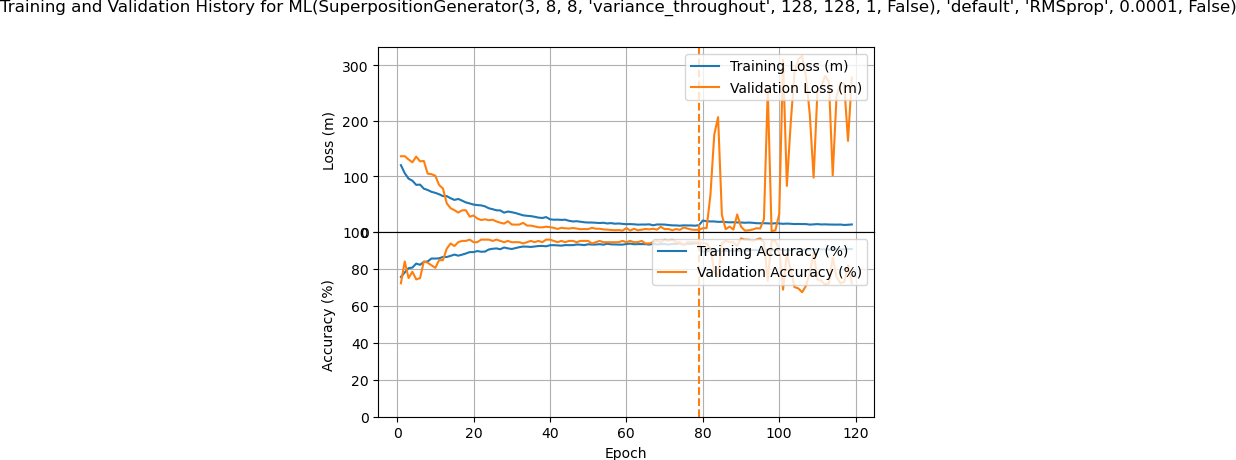 Training and Validation History for ML(SuperpositionGenerator(3, 8, 8, 'variance_throughout', 128, 128, 1, False), 'default', 'RMSprop', 0.0001, False)
Training Loss (m)
Validation Loss (m)
Loss (m)
300
200
100
0
Training Accuracy (%)
Validation Accuracy (%)
Accuracy (%)
100
80
60
40
20
0
0 20 40 60 80 100 120
Epoch